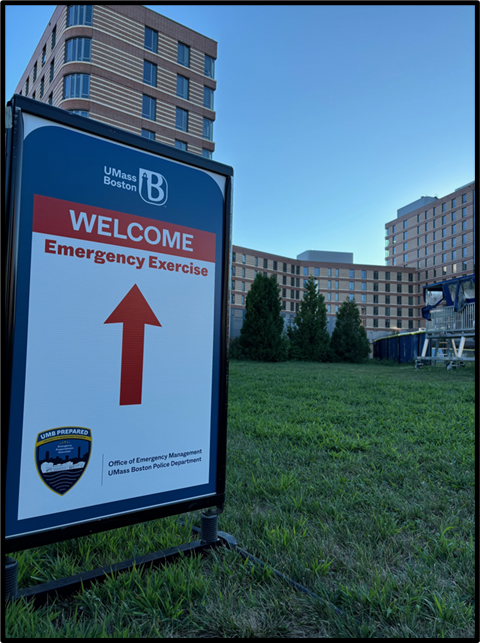 UMass
Boston
B
WELCOME
Emergency Exercise
UMB PREPARED
Office of Emergency Management
UMass Boston Police Department